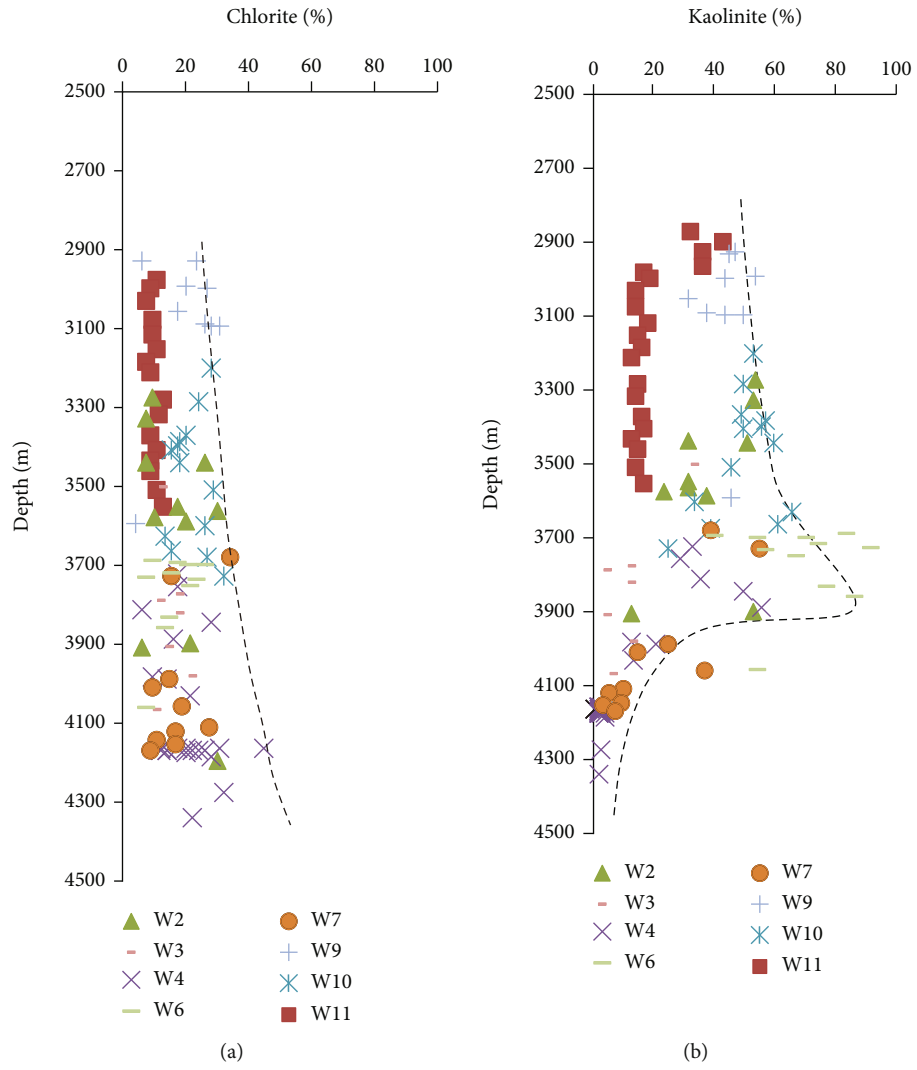 Chlorite (%)
0 20 40 60 80 100
2500
2700
2900
3100
3300
3500
3700
3900
4100
4300
4500
Depth (m)
W2
W3
W4
W6
W7
W9
W10
W11
(a)
Kaolinite (%)
0 20 40 60 80 100
2500
2700
2900
3100
3300
3500
3700
3900
4100
4300
4500
Depth (m)
W2
W3
W4
W6
W7
W9
W10
W11
(b)